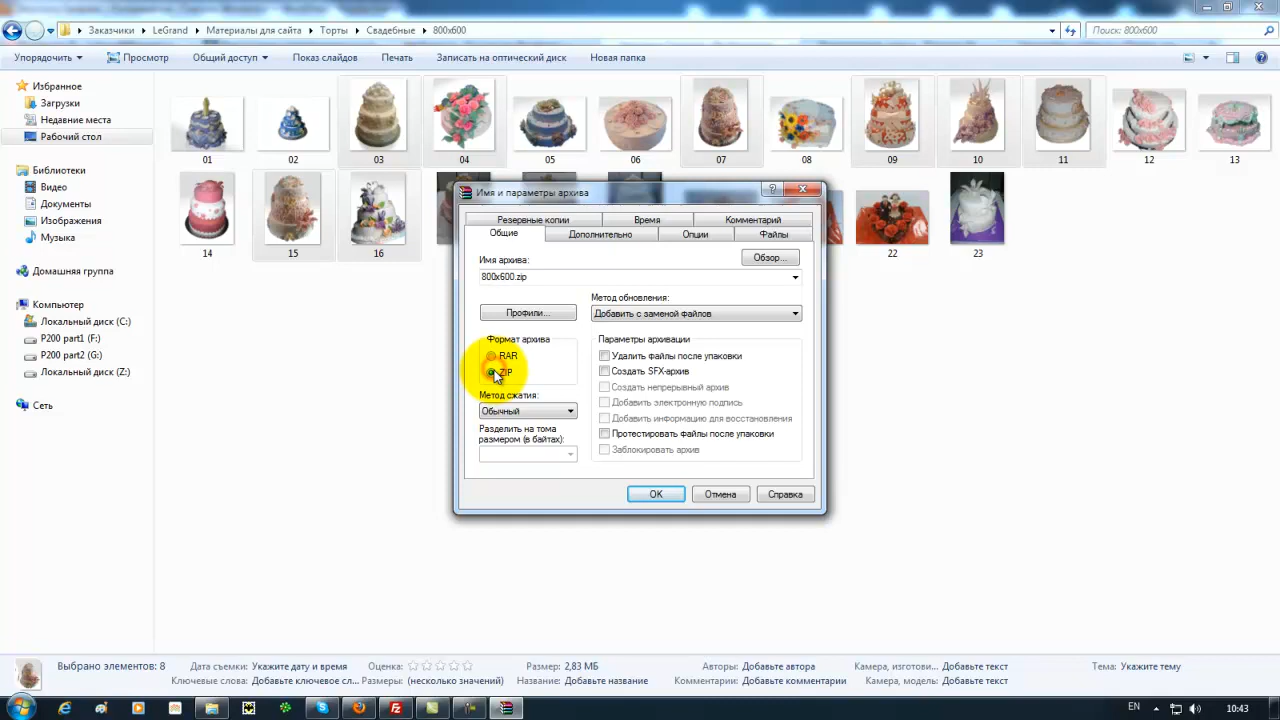 Заказчики LeGrand Материалы для сайта Торты Свадебные 800x600
Поиск: 800x600
Упорядочить Просмотр Общий доступ Показ слайдов Печать Записать на оптический диск Новая папка
Избранное
Загрузки
Недавние места
Рабочий стол
Библиотеки
Видео
Документы
Изображения
Музыка
Домашняя группа
Компьютер
Локальный диск (C:)
P200 part1 (F:)
P200 part2 (G:)
Локальный диск (Z:)
Сеть
01 02 03 04 05 06 07 08 09 10 11 12 13
14 15 16 22 23
Имя и параметры архива
Резервные копии Время Комментарий
Общие Дополнительно Опции Файлы
Имя архива:
Обзор...
800x600.zip
Метод обновления:
Профили... Добавить с заменой файлов
Формат архива
RAR
ZIP
Метод сжатия:
Обычный
Разделить на тома
размером (в байтах):
Параметры архивации
Удалить файлы после упаковки
Создать SFX-архив
Создать непрерывный архив
Добавить электронную подпись
Добавить информацию для восстановления
Протестировать файлы после упаковки
Заблокировать архив
OK Отмена Справка
Выбрано элементов: 8 Дата съемки: Укажите дату и время Оценка: Размер: 2,83 МБ Авторы: Добавьте автора Камера, изготови... Добавьте текст Тема: Укажите тему
Ключевые слова: Добавьте ключевое сл... Размеры: (несколько значений) Название: Добавьте название Комментарии: Добавьте комментарии Камера, модель: Добавьте текст
EN 10:43